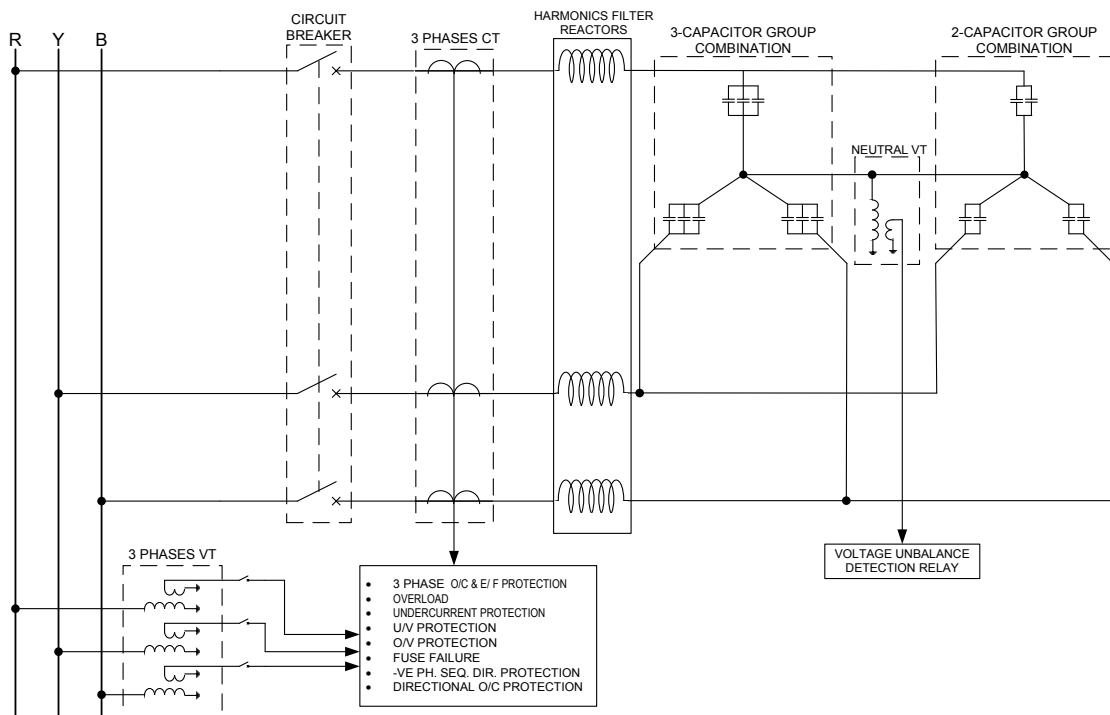 R Y B
CIRCUIT
BREAKER
3 PHASES CT
HARMONICS FILTER
REACTORS
3-CAPACITOR GROUP
COMBINATION
2-CAPACITOR GROUP
COMBINATION
NEUTRAL VT
VOLTAGE UNBALANCE
DETECTION RELAY
3 PHASES VT
• 3 PHASE O/C & E/ F PROTECTION
• OVERLOAD
• UNDERCURRENT PROTECTION
• U/V PROTECTION
• O/V PROTECTION
• FUSE FAILURE
• -VE PH. SEQ. DIR. PROTECTION
• DIRECTIONAL O/C PROTECTION